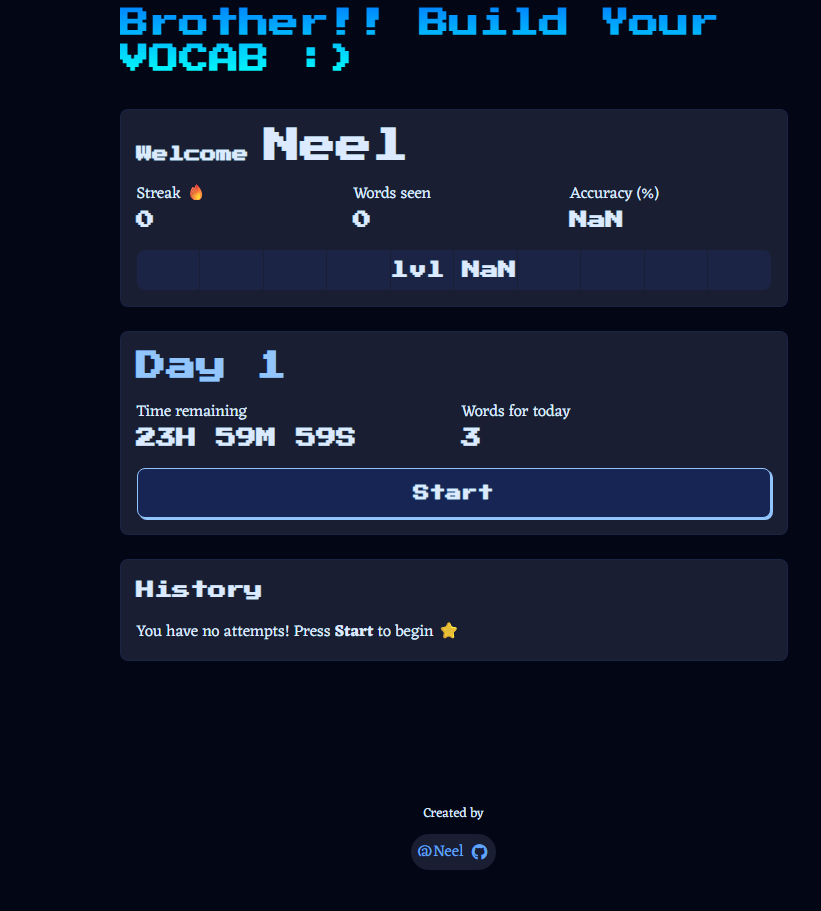 Brother!! Build Your
VOCAB :)
Welcome Neel
Streak 🔥 Words seen Accuracy (%)
0 0 NaN
lvl NaN
Day 1
Time remaining Words for today
23H 59M 59S 3
Start
History
You have no attempts! Press Start to begin ⭐
Created by
@Neel